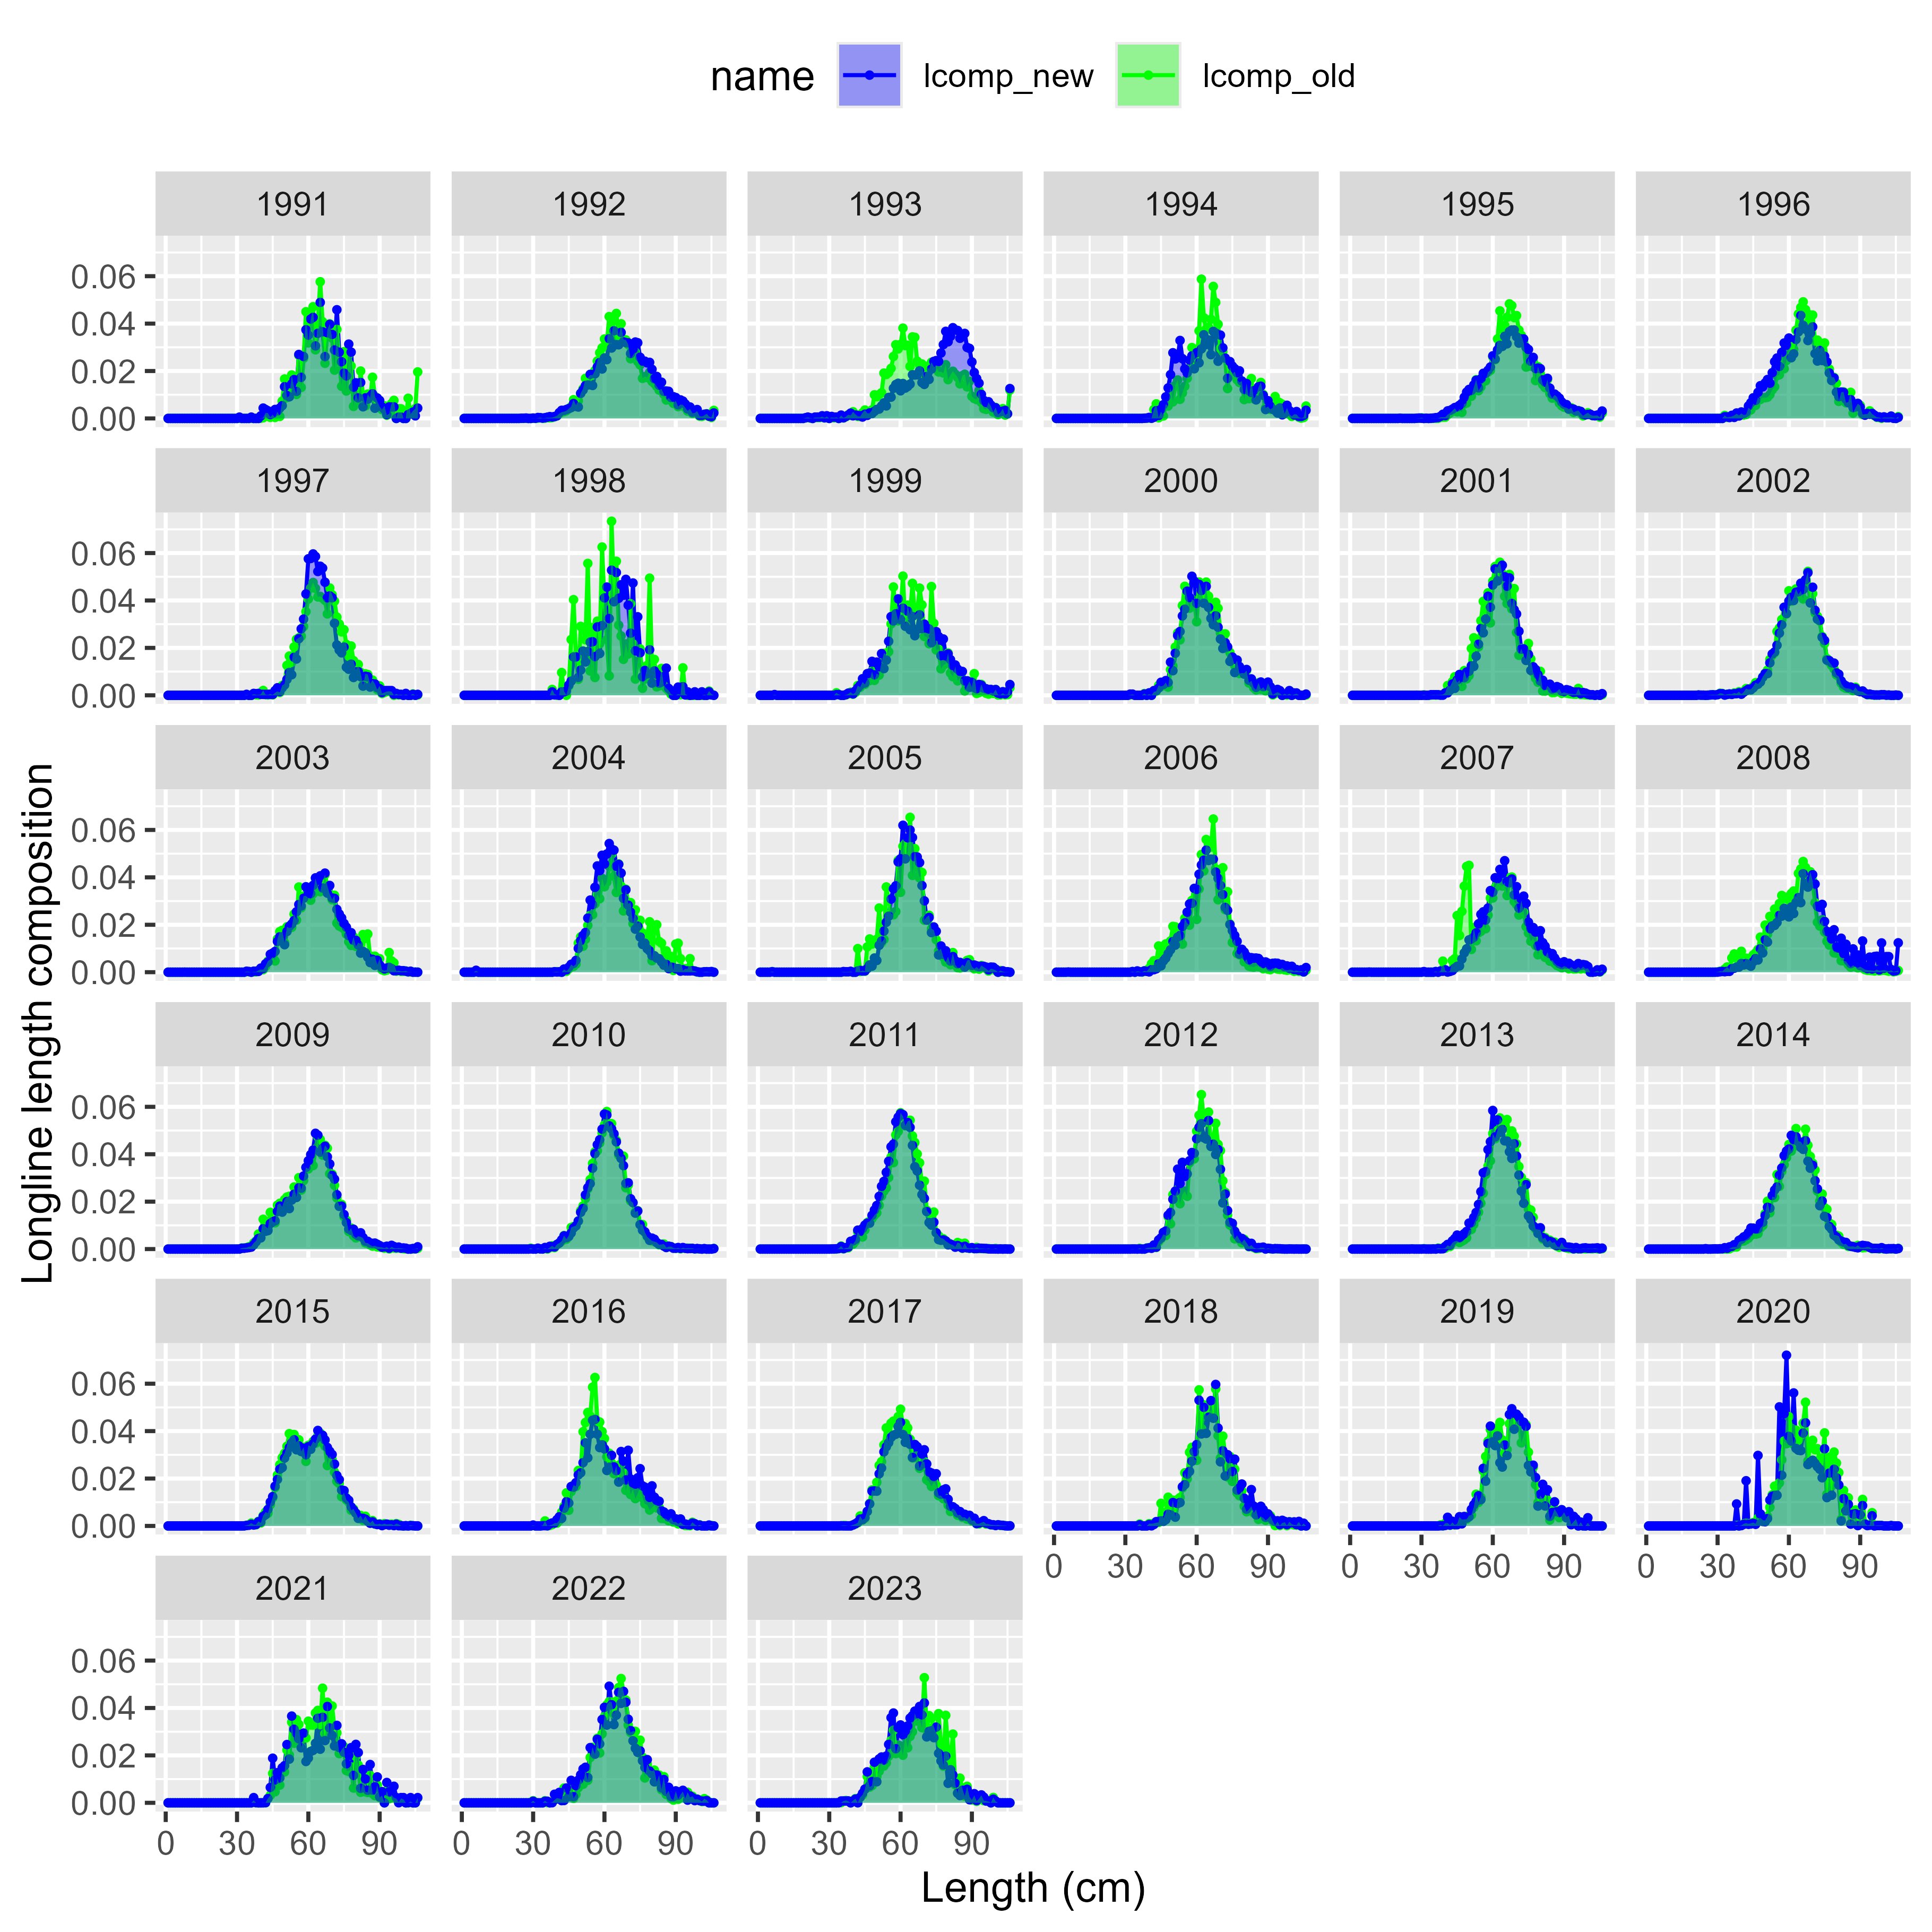 name lcomp_new lcomp_old
1991 1992 1993 1994 1995 1996
0.06
0.04
0.02
0.00
1997 1998 1999 2000 2001 2002
0.06
0.04
0.02
0.00
2003 2004 2005 2006 2007 2008
0.06
0.04
0.02
0.00
2009 2010 2011 2012 2013 2014
0.06
0.04
0.02
0.00
2015 2016 2017 2018 2019 2020
0.06
0.04
0.02
0.00
0 30 60 90 0 30 60 90 0 30 60 90
2021 2022 2023
0.06
0.04
0.02
0.00
0 30 60 90 0 30 60 90 0 30 60 90
Length (cm)
Longline length composition